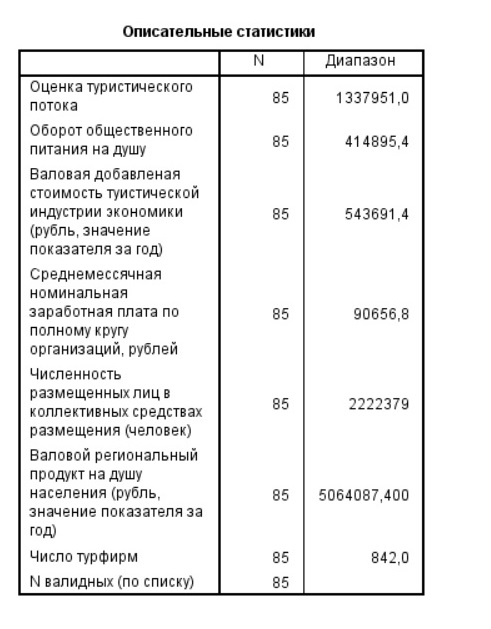 Описательные статистики
N Диапазон
Оценка туристического
потока 85 1337951,0
Оборот общественного
питания на душу 85 414895,4
Валовая добавленая
стоимость туистической
индустрии экономики 85 543691,4
(рубль, значение
показателя за год)
Среднемессячная
номинальная
заработная плата по 85 90656,8
полному кругу
организаций, рублей
Численность
размещенных лиц в
коллективных средствах 85 2222379
размещения (человек)
Валовой региональный
продукт на душу
населения (рубль, 85 5064087,400
значение показателя за
год)
Число турфирм 85 842,0
N валидных (по списку) 85